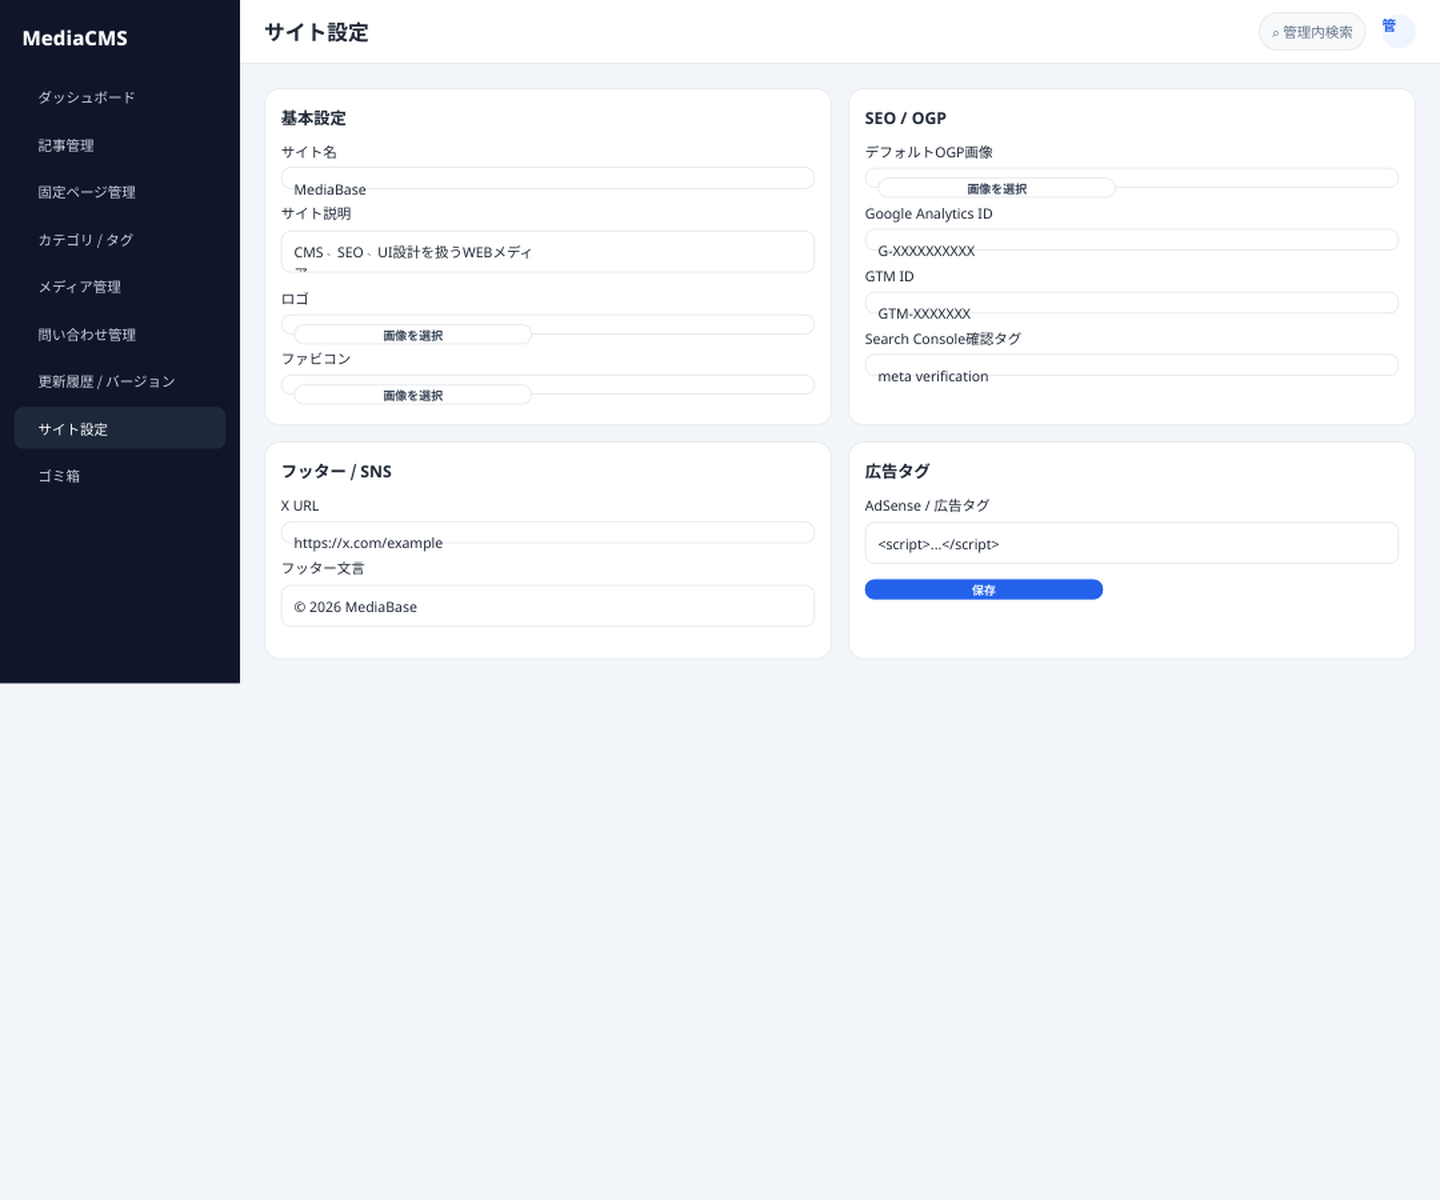 MediaCMS
ダッシュボード
記事管理
固定ページ管理
カテゴリ / タグ
メディア管理
問い合わせ管理
更新履歴 / バージョン
サイト設定
ゴミ箱
サイト設定
⌕ 管理内検索
管
基本設定
サイト名
MediaBase
サイト説明
CMS、SEO、UI設計を扱うWEBメディ
ア
ロゴ
画像を選択
ファビコン
画像を選択
SEO / OGP
デフォルトOGP画像
画像を選択
Google Analytics ID
G-XXXXXXXXXX
GTM ID
GTM-XXXXXXX
Search Console確認タグ
meta verification
フッター / SNS
X URL
https://x.com/example
フッター文言
© 2026 MediaBase
広告タグ
AdSense / 広告タグ
<script>...</script>
保存